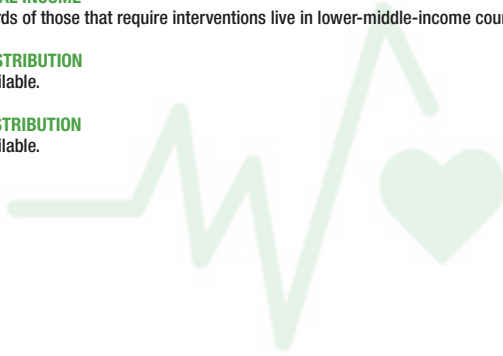 AL INCOME
rds of those that require interventions live in lower-middle-income cou
STRIBUTION
ilable.
STRIBUTION
ilable.